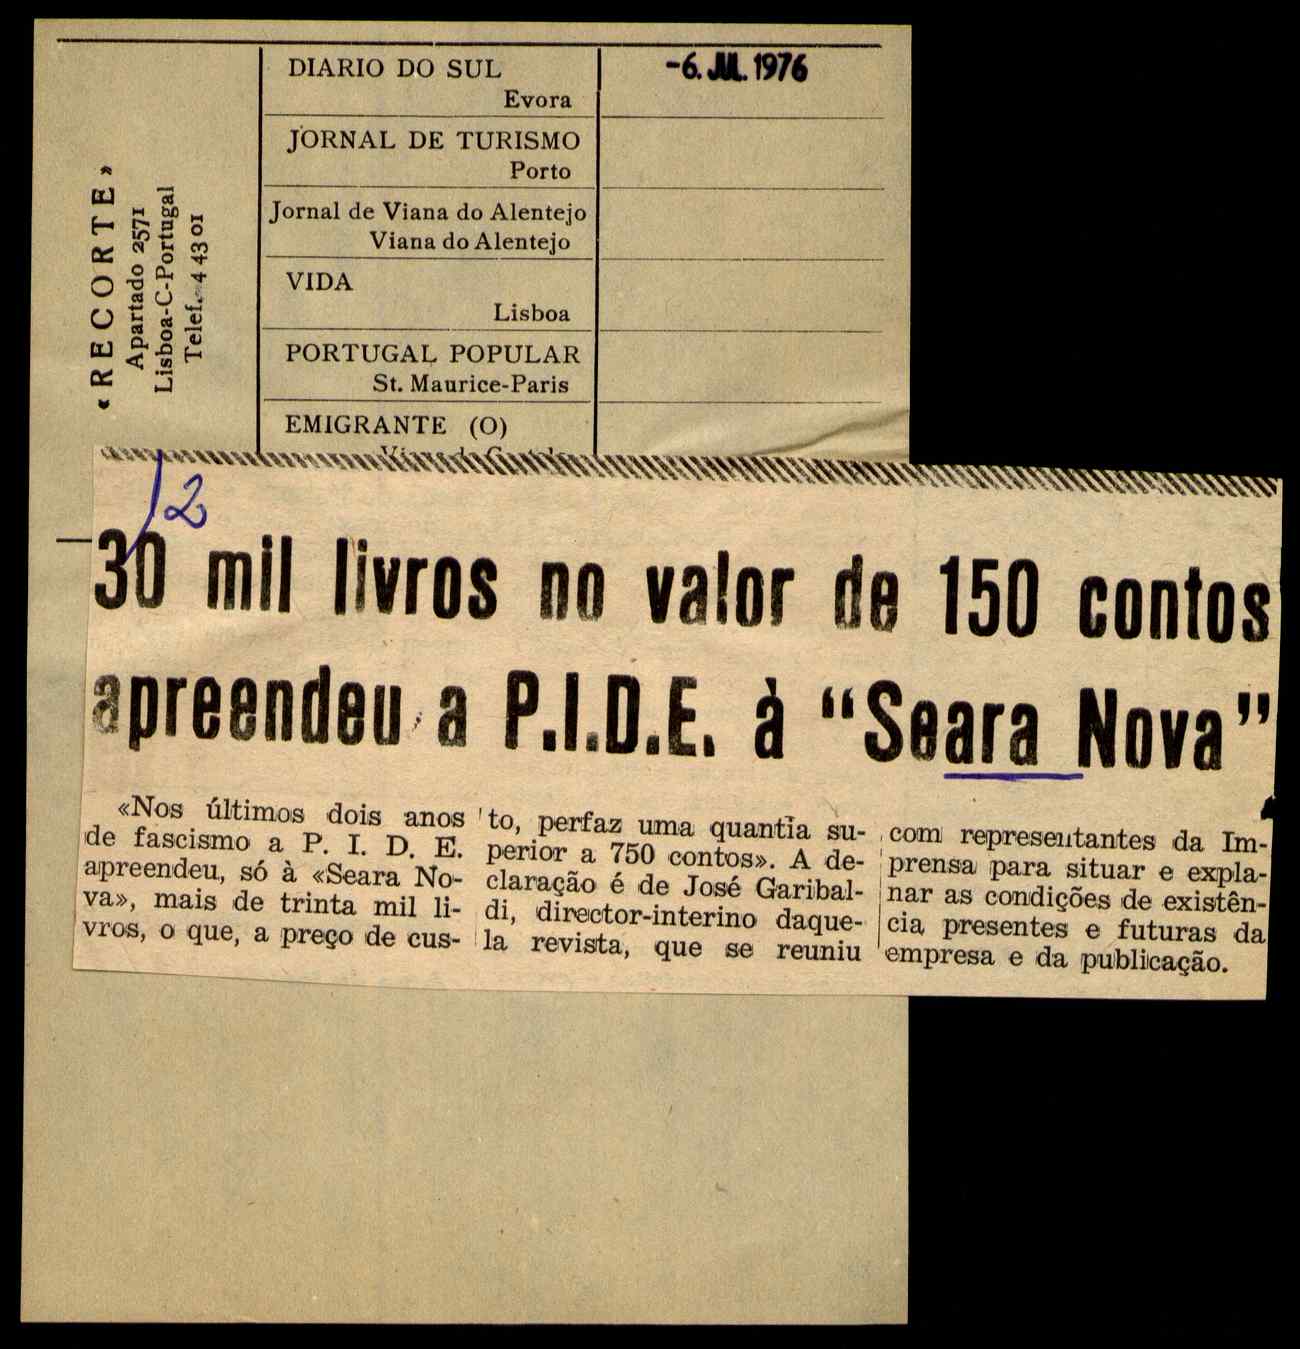 «RECORTE»
Apartado 2571
Lisboa-C-Portugal
Telef. 4 43 01
DIARIO DO SUL
Evora
-6. JUL. 1976
JORNAL DE TURISMO
Porto
Jornal de Viana do Alentejo
Viana do Alentejo
VIDA
Lisboa
PORTUGAL POPULAR
St. Maurice-Paris
EMIGRANTE (O)
12
30 mil livros no valor de 150 contos
apreendeu a P.I.D.E. à “Seara Nova”
«Nos últimos dois anos
de fascismo a P. I. D. E.
apreendeu, só à «Seara No-
va», mais de trinta mil li-
vros, o que, a preço de cus-
to, perfaz uma quantia su-
perior a 750 contos». A de-
claração é de José Garibal-
di, director-interino daque-
la revista, que se reuniu
com representantes da Im-
prensa para situar e expla-
nar as condições de existên-
cia presentes e futuras da
empresa e da publicação.